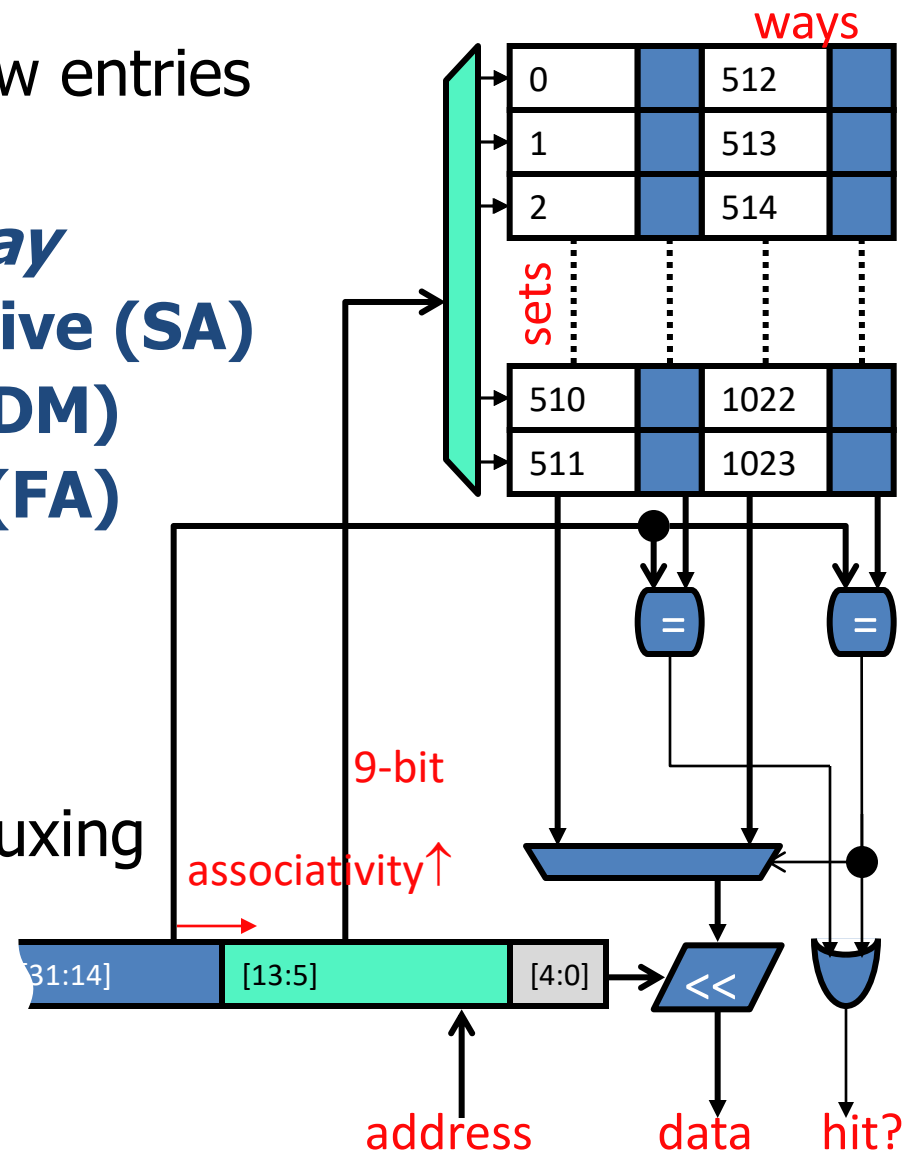 w entries
ay
ive (SA)
DM)
(FA)
uxing
ways
0 512
1 513
2 514
sets
510 1022
511 1023
= =
9-bit
associativity↑
31:14] [13:5] [4:0]
<<
address data hit?